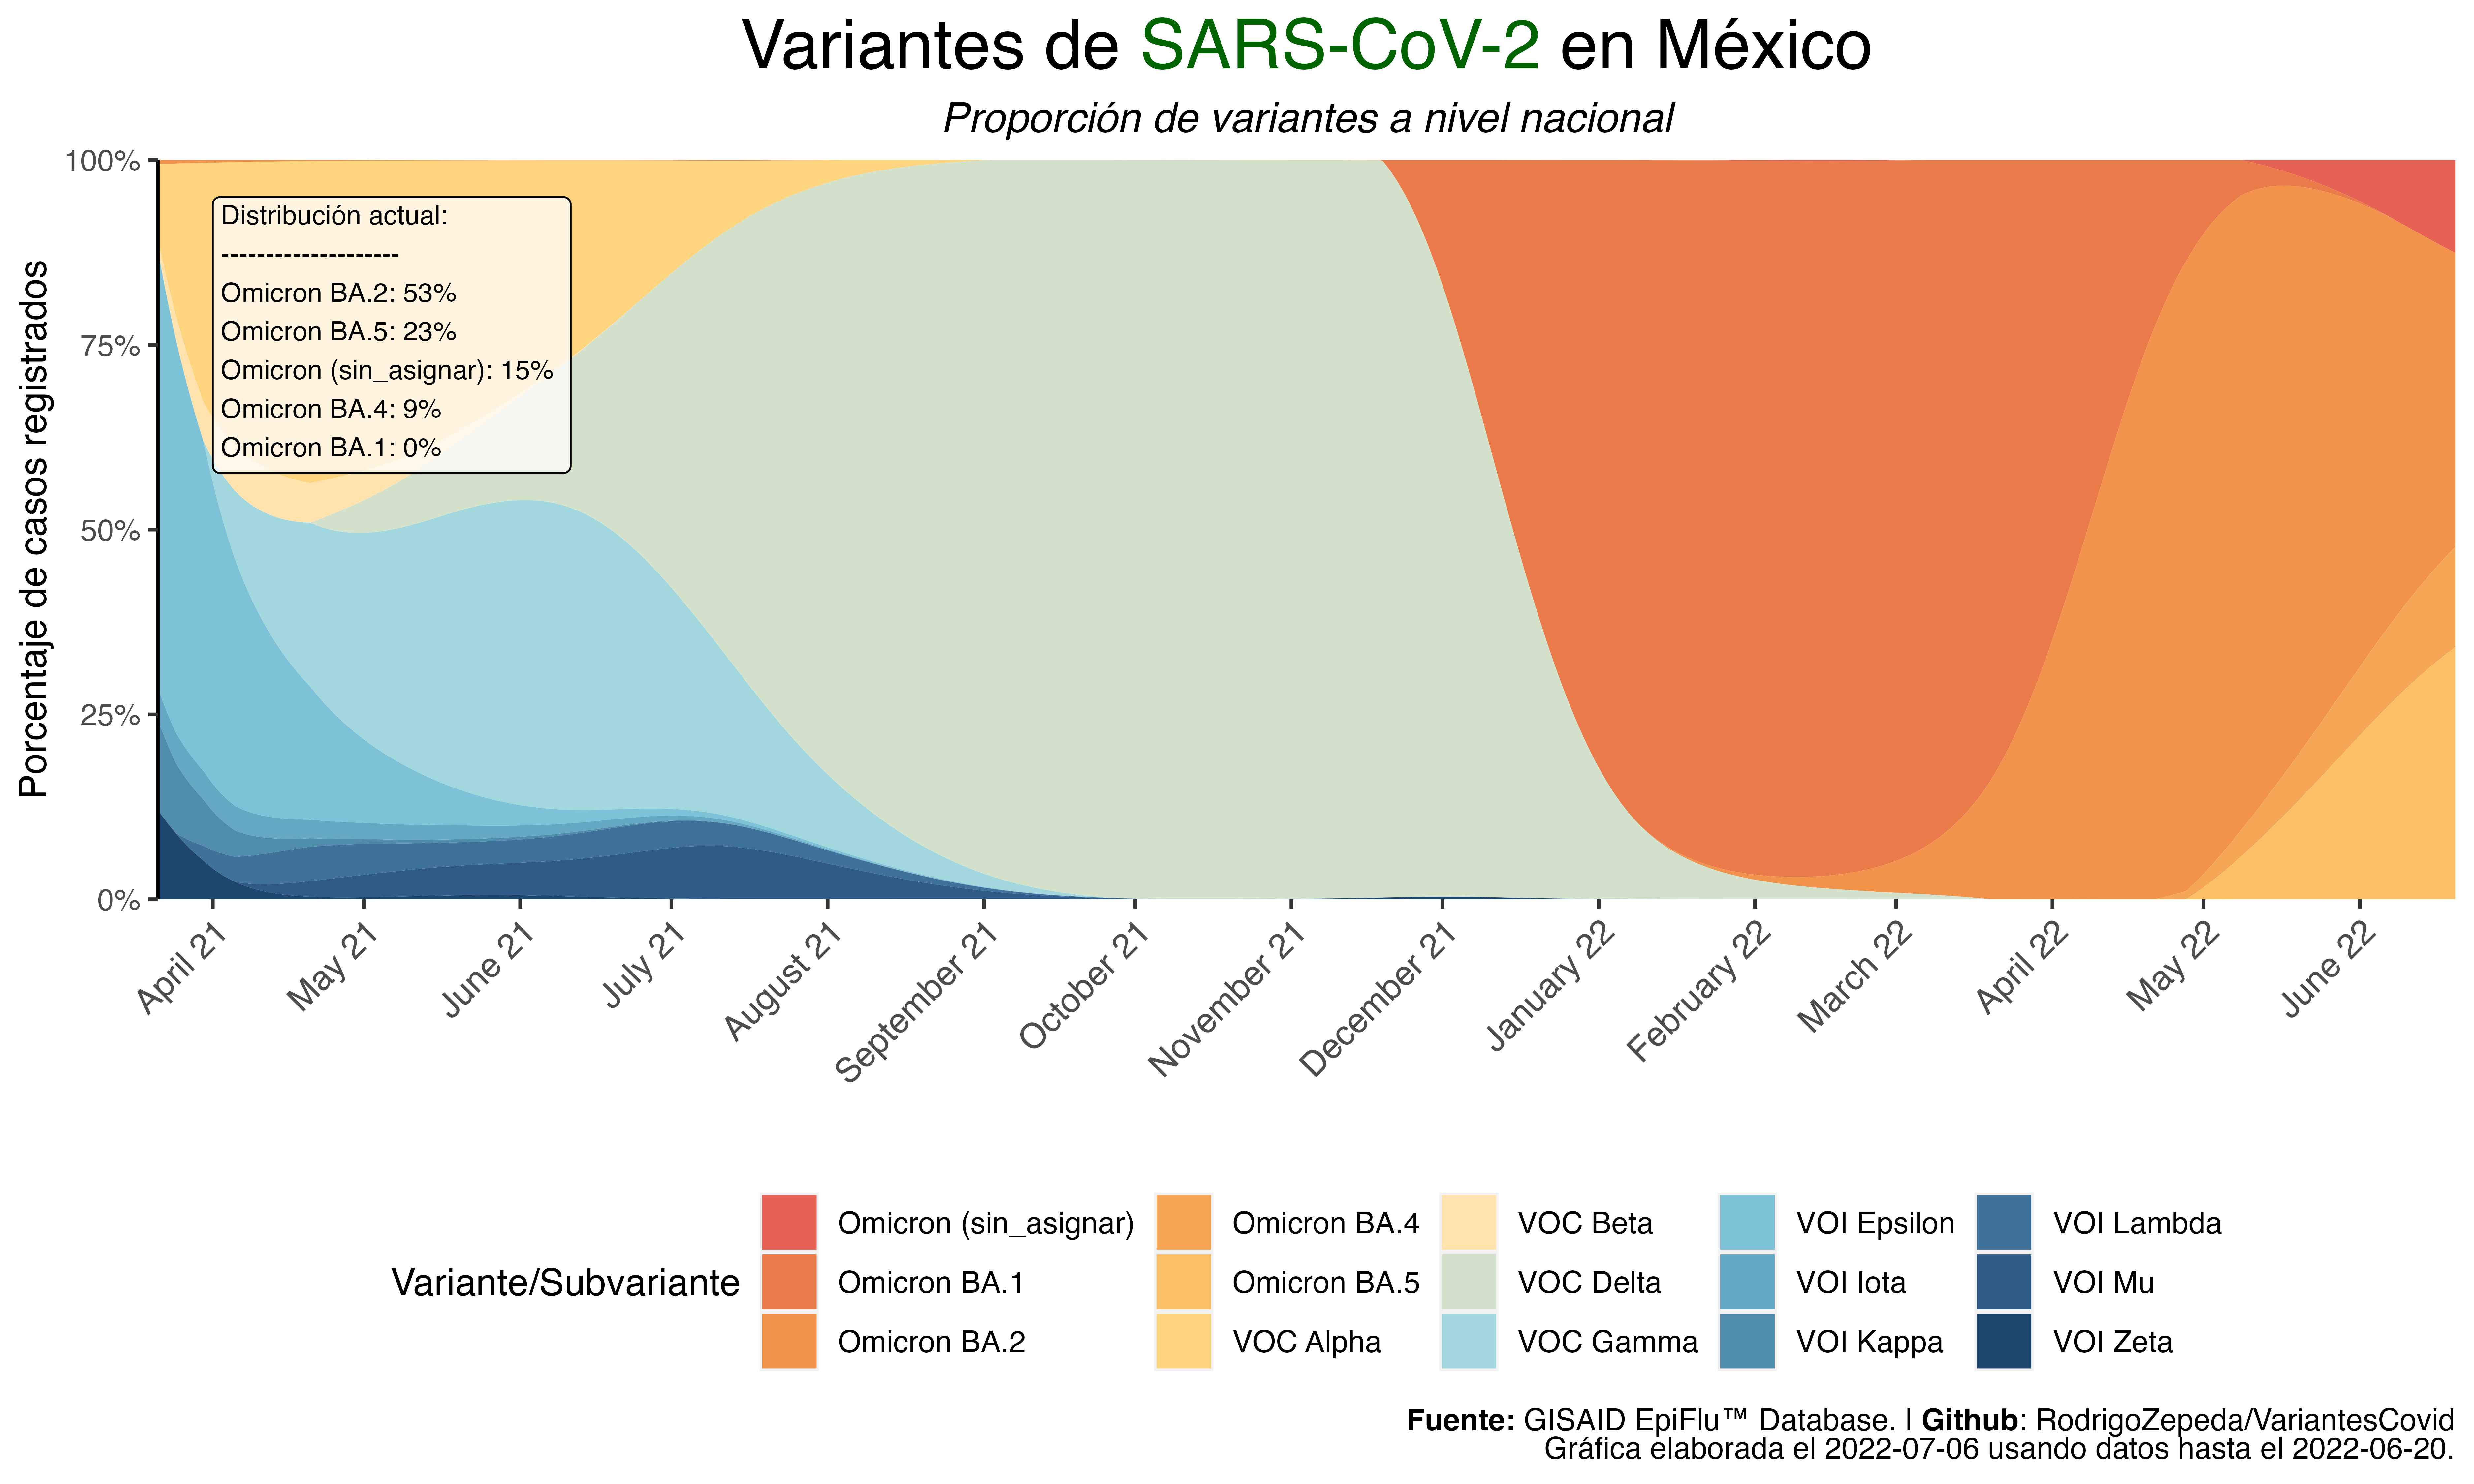 Variantes de SARS-CoV-2 en México
Proporción de variantes a nivel nacional
Porcentaje de casos registrados
100%
75%
50%
25%
0%
Distribución actual:
--------------------
Omicron BA.2: 53%
Omicron BA.5: 23%
Omicron (sin_asignar): 15%
Omicron BA.4: 9%
Omicron BA.1: 0%
April 21
May 21
June 21
July 21
August 21
September 21
October 21
November 21
December 21
January 22
February 22
March 22
April 22
May 22
June 22
Variante/Subvariante
Omicron (sin_asignar)
Omicron BA.1
Omicron BA.2
Omicron BA.4
Omicron BA.5
VOC Alpha
VOC Beta
VOC Delta
VOC Gamma
VOI Epsilon
VOI Iota
VOI Kappa
VOI Lambda
VOI Mu
VOI Zeta
Fuente: GISAID EpiFlu™ Database. | Github: RodrigoZepeda/VariantesCovid
Gráfica elaborada el 2022-07-06 usando datos hasta el 2022-06-20.